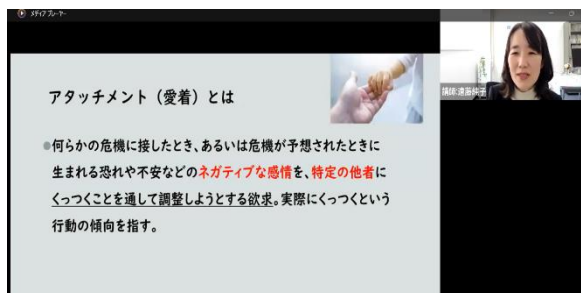 メディア プレーヤー
アタッチメント（愛着）とは
何らかの危機に接したとき、あるいは危機が予想されたときに
生まれる恐れや不安などのネガティブな感情を、特定の他者に
くっつくことを通して調整しようとする欲求。実際にくっつくという
行動の傾向を指す。
講師:遠藤